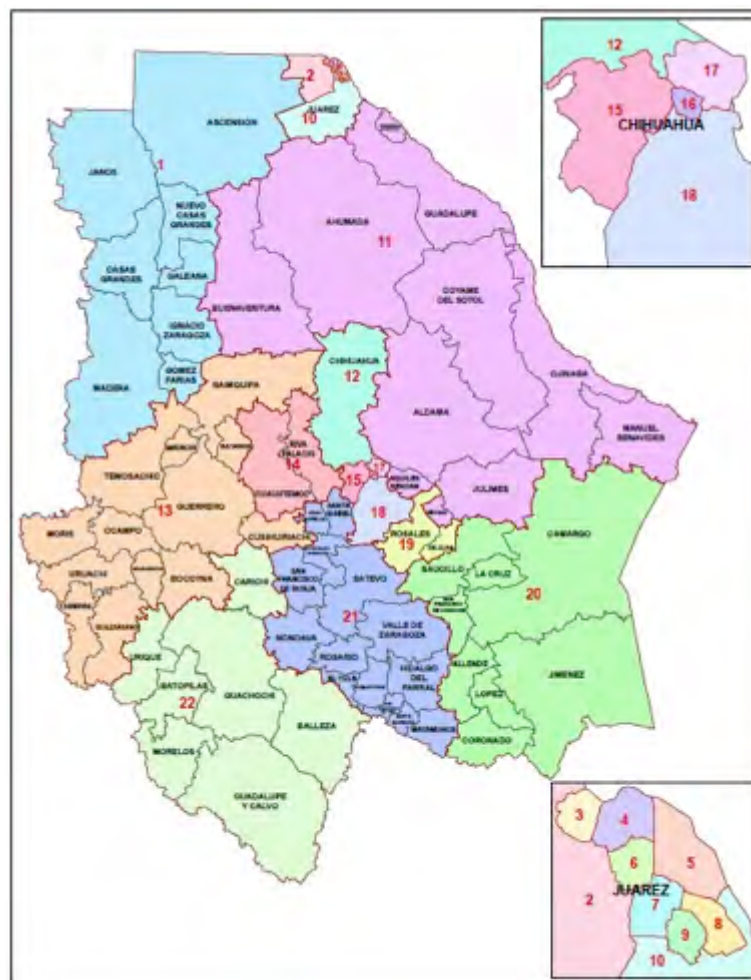 12
17
15
16
CHIHUAHUA
18
2
JUAREZ
10
ASCENSION
1
JANOS
NUEVO
CASAS
GRANDES
AHUMADA
GUADALUPE
11
CASAS
GRANDES
GALEANA
COYAME
DEL SOTOL
BUENAVENTURA
IGNACIO
ZARAGOZA
CHIHUAHUA
12
OJINAGA
GOMEZ
FARIAS
MADERA
NAMIQUIPA
ALDAMA
MANUEL
BENAVIDES
RIVA
PALACIO
14
TEMOSACHIC
CUAUHTEMOC
15
17
JULIMES
13
GUERRERO
SANTA
ISABEL
18
MORIS
OCAMPO
CUSIHUIRIACHI
ROSALES
19
CAMARGO
SAUCILLO
LA CRUZ
URUACHI
BOCOYNA
CARICHI
SAN
FRANCISCO
DE BORJA
SATEVO
20
21
VALLE DE
ZARAGOZA
NONOAVA
URIQUE
ROSARIO
HIDALGO
DEL
PARRAL
ALLENDE
JIMENEZ
BATOPILAS
22
GUACHOCHI
LOPEZ
BALLEZA
MATAMOROS
CORONADO
MORELOS
GUADALUPE
Y CALVO
3
4
5
6
JUAREZ
2
7
8
9
10